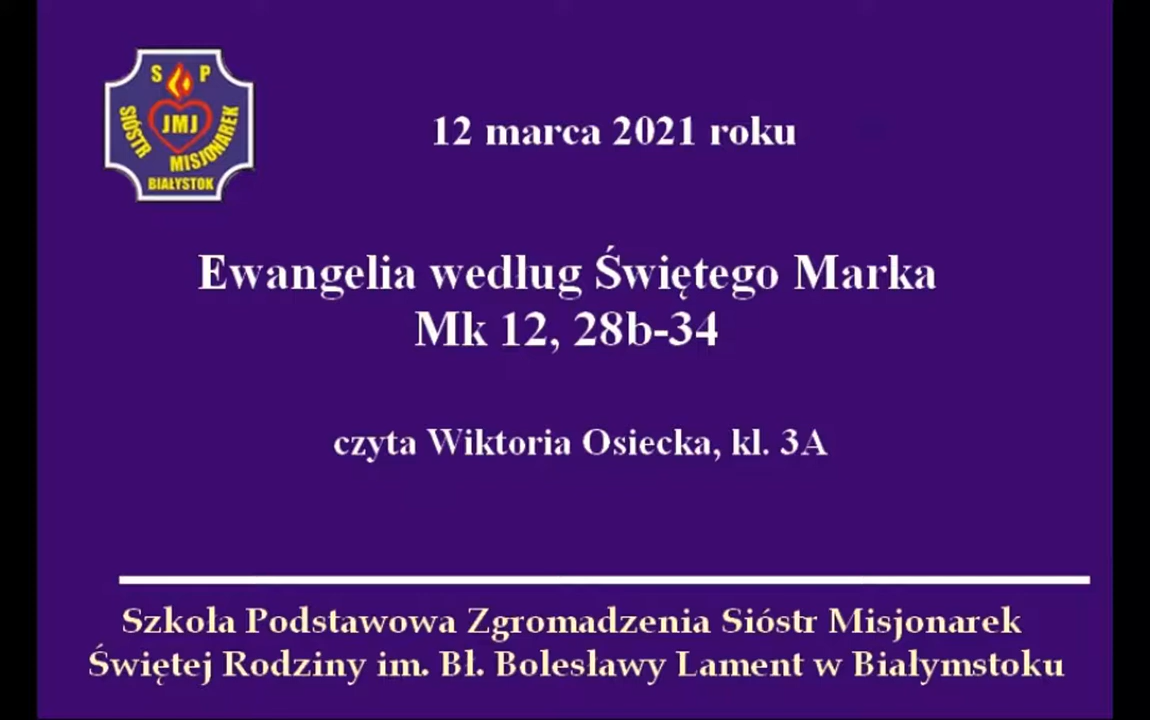 S P
SIÓSTR
JMJ
MISJONAREK
BIAŁYSTOK
12 marca 2021 roku
Ewangelia według Świętego Marka
Mk 12, 28b-34
czyta Wiktoria Osiecka, kl. 3A
Szkoła Podstawowa Zgromadzenia Sióstr Misjonarek
Świętej Rodziny im. Bł. Bolesławy Lament w Białymstoku